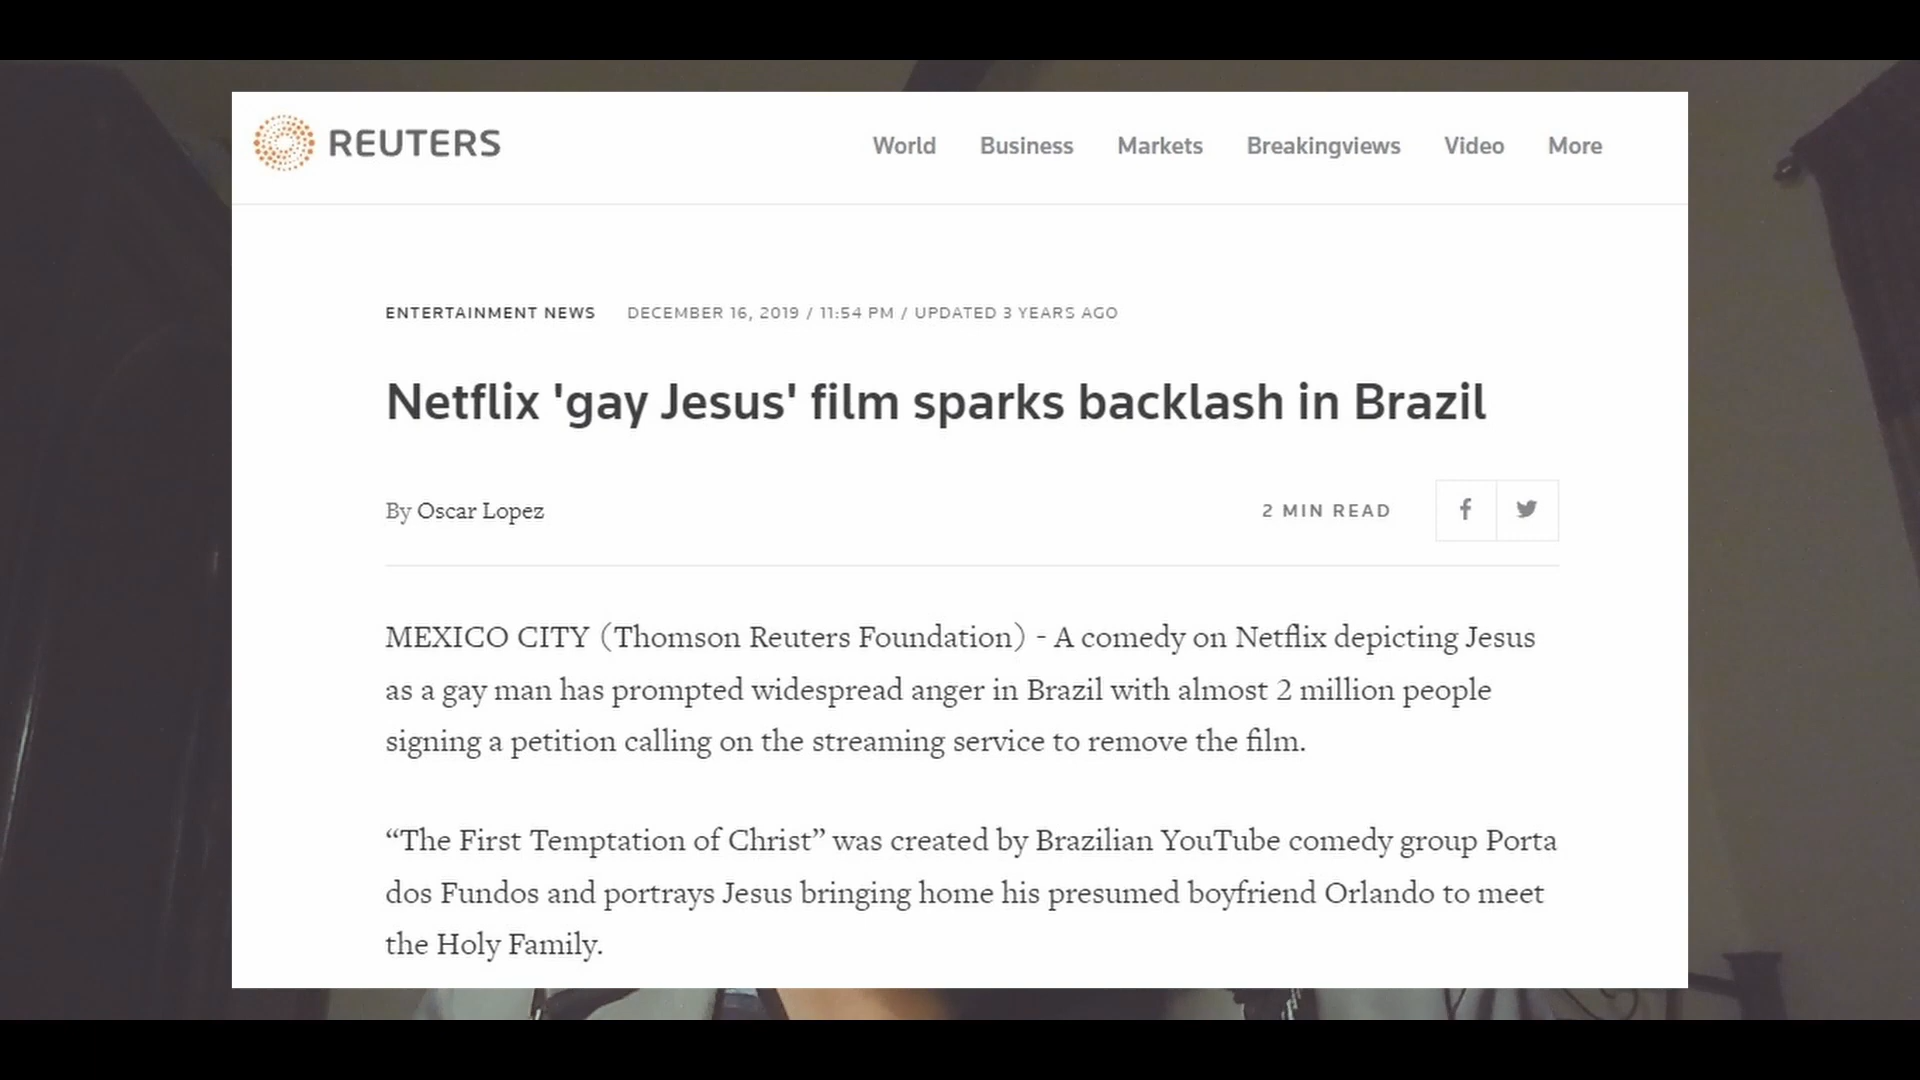 REUTERS
World Business Markets Breakingviews Video More
ENTERTAINMENT NEWS DECEMBER 16, 2019 / 11:54 PM / UPDATED 3 YEARS AGO
Netflix 'gay Jesus' film sparks backlash in Brazil
By Oscar Lopez
2 MIN READ
MEXICO CITY (Thomson Reuters Foundation) - A comedy on Netflix depicting Jesus
as a gay man has prompted widespread anger in Brazil with almost 2 million people
signing a petition calling on the streaming service to remove the film.
“The First Temptation of Christ” was created by Brazilian YouTube comedy group Porta
dos Fundos and portrays Jesus bringing home his presumed boyfriend Orlando to meet
the Holy Family.